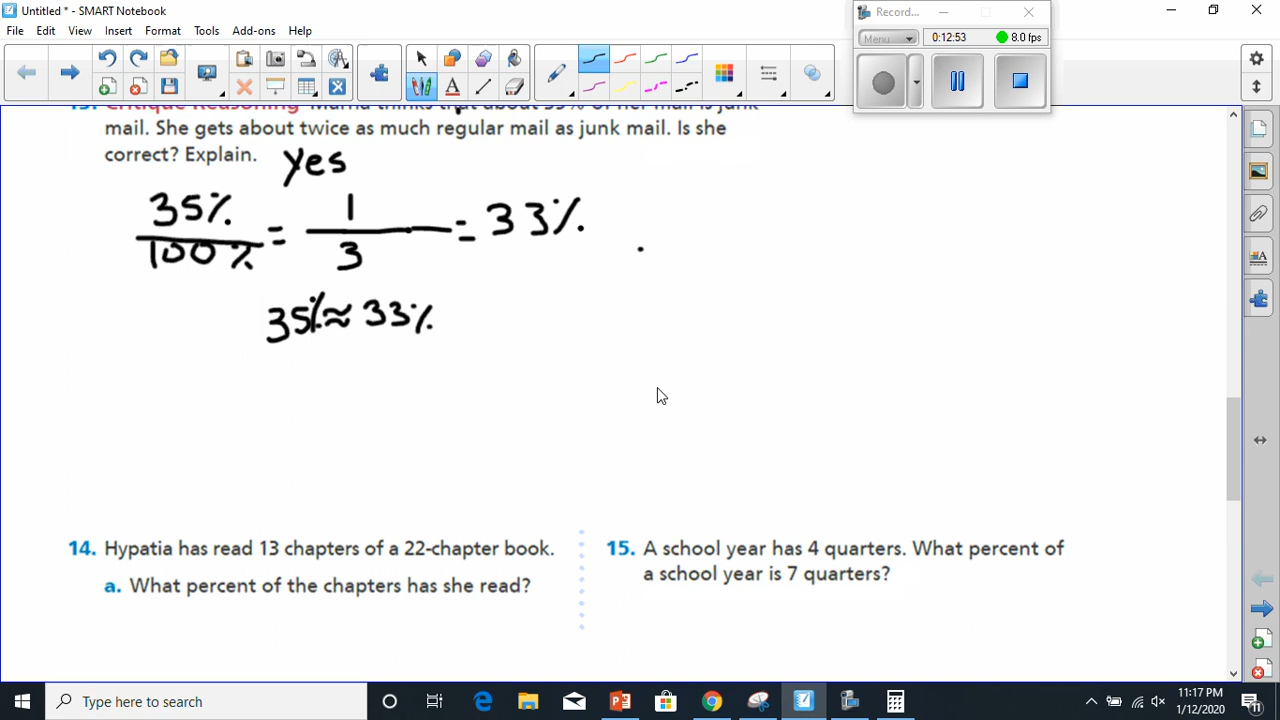 Untitled * - SMART Notebook
File Edit View Insert Format Tools Add-ons Help
Record...
Menu
0:12:53
8.0 fps
13. Critique Reasoning
mail. She gets about twice as much regular mail as junk mail. Is she
correct? Explain.
yes
35%/100% = 1/3 = 33%
35% ≈ 33%
14. Hypatia has read 13 chapters of a 22-chapter book.
a. What percent of the chapters has she read?
15. A school year has 4 quarters. What percent of
a school year is 7 quarters?
Type here to search
11:17 PM
1/12/2020
11